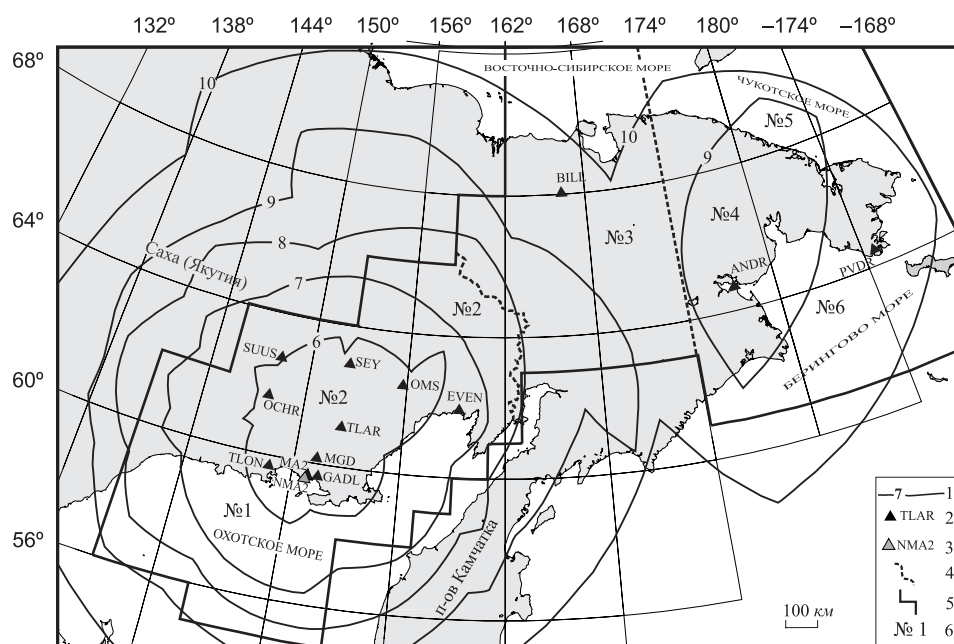 132º 138º 144º 150º 156º 162º 168º 174º 180º −174º −168º
68º
64º
60º
56º
ВОСТОЧНО-СИБИРСКОЕ МОРЕ
ЧУКОТСКОЕ МОРЕ
10
10
№5
9
BILL
9
№4
№3
8
Саха (Якутия)
ANDR
PVDR
7
№2
№6
БЕРИНГОВО МОРЕ
6
SUUS
SEY
OMS
№2
EVEN
OCHR
TLAR
TLON
MA2
MGD
GADL
NMA2
№1
ОХОТСКОЕ МОРЕ
п-ов Камчатка
100 км
7 1
TLAR 2
NMA2 3
4
5
№ 1 6